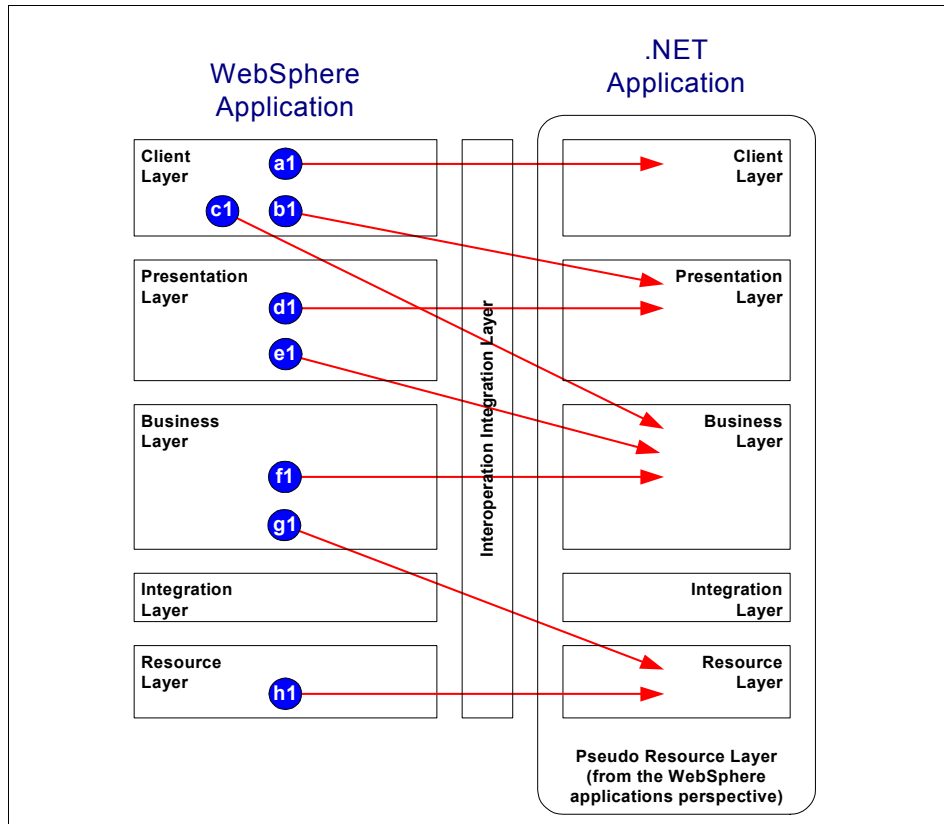 WebSphere
Application
.NET
Application
Client
Layer
a1
c1
b1
Client
Layer
Presentation
Layer
d1
e1
Presentation
Layer
Interoperation Integration Layer
Business
Layer
f1
g1
Business
Layer
Integration
Layer
Integration
Layer
Resource
Layer
h1
Resource
Layer
Pseudo Resource Layer
(from the WebSphere
applications perspective)